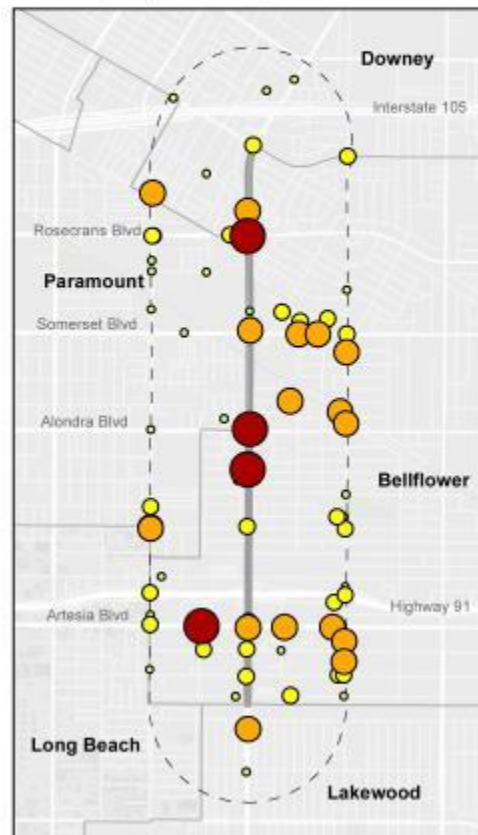 Downey
Interstate 105
Rosecrans Blvd
Paramount
Somerset Blvd
Alondra Blvd
Bellflower
Highway 91
Artesia Blvd
Long Beach
Lakewood